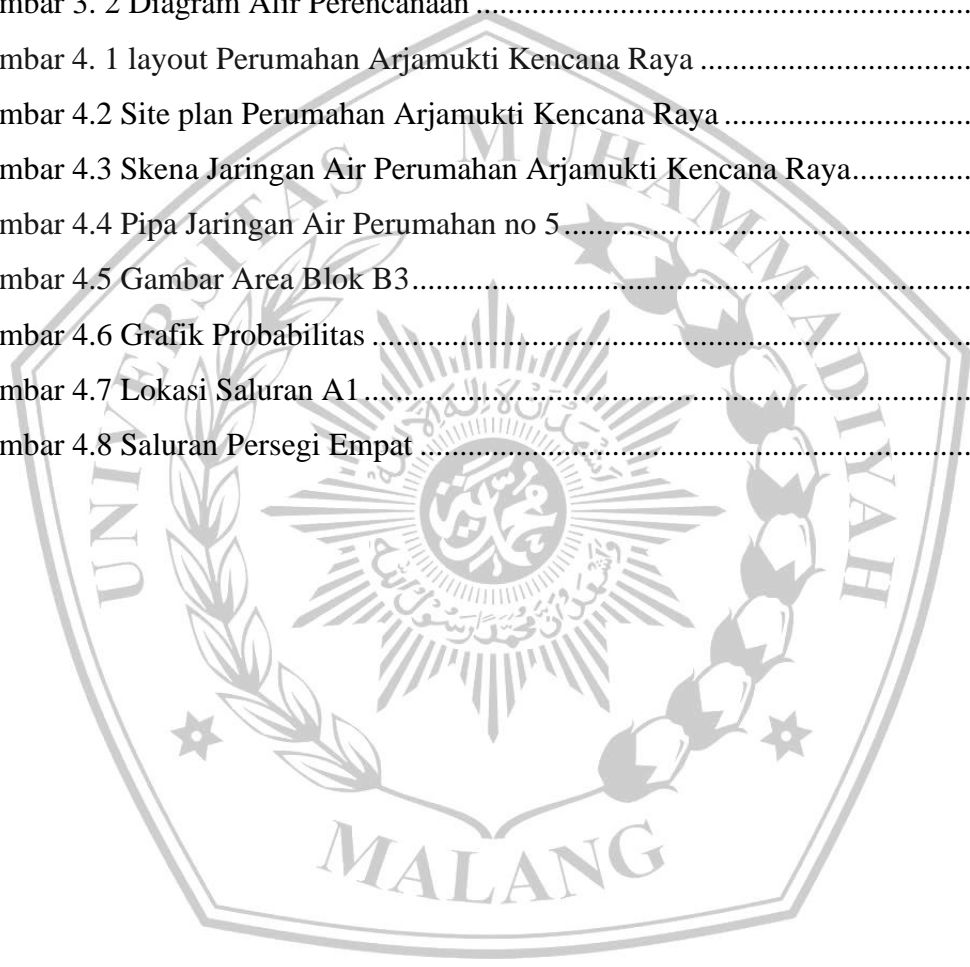 mbar 3. 2 Diagram Alir Perencanaan ........................................................
mbar 4. 1 layout Perumahan Arjamukti Kencana Raya ................................
mbar 4.2 Site plan Perumahan Arjamukti Kencana Raya .............................
mbar 4.3 Skena Jaringan Air Perumahan Arjamukti Kencana Raya..............
mbar 4.4 Pipa Jaringan Air Perumahan no 5................................................
mbar 4.5 Gambar Area Blok B3..................................................................
mbar 4.6 Grafik Probabilitas .......................................................................
mbar 4.7 Lokasi Saluran A1........................................................................
mbar 4.8 Saluran Persegi Empat .................................................................
UNIVERSITAS MUHAMMADIYAH
MALANG